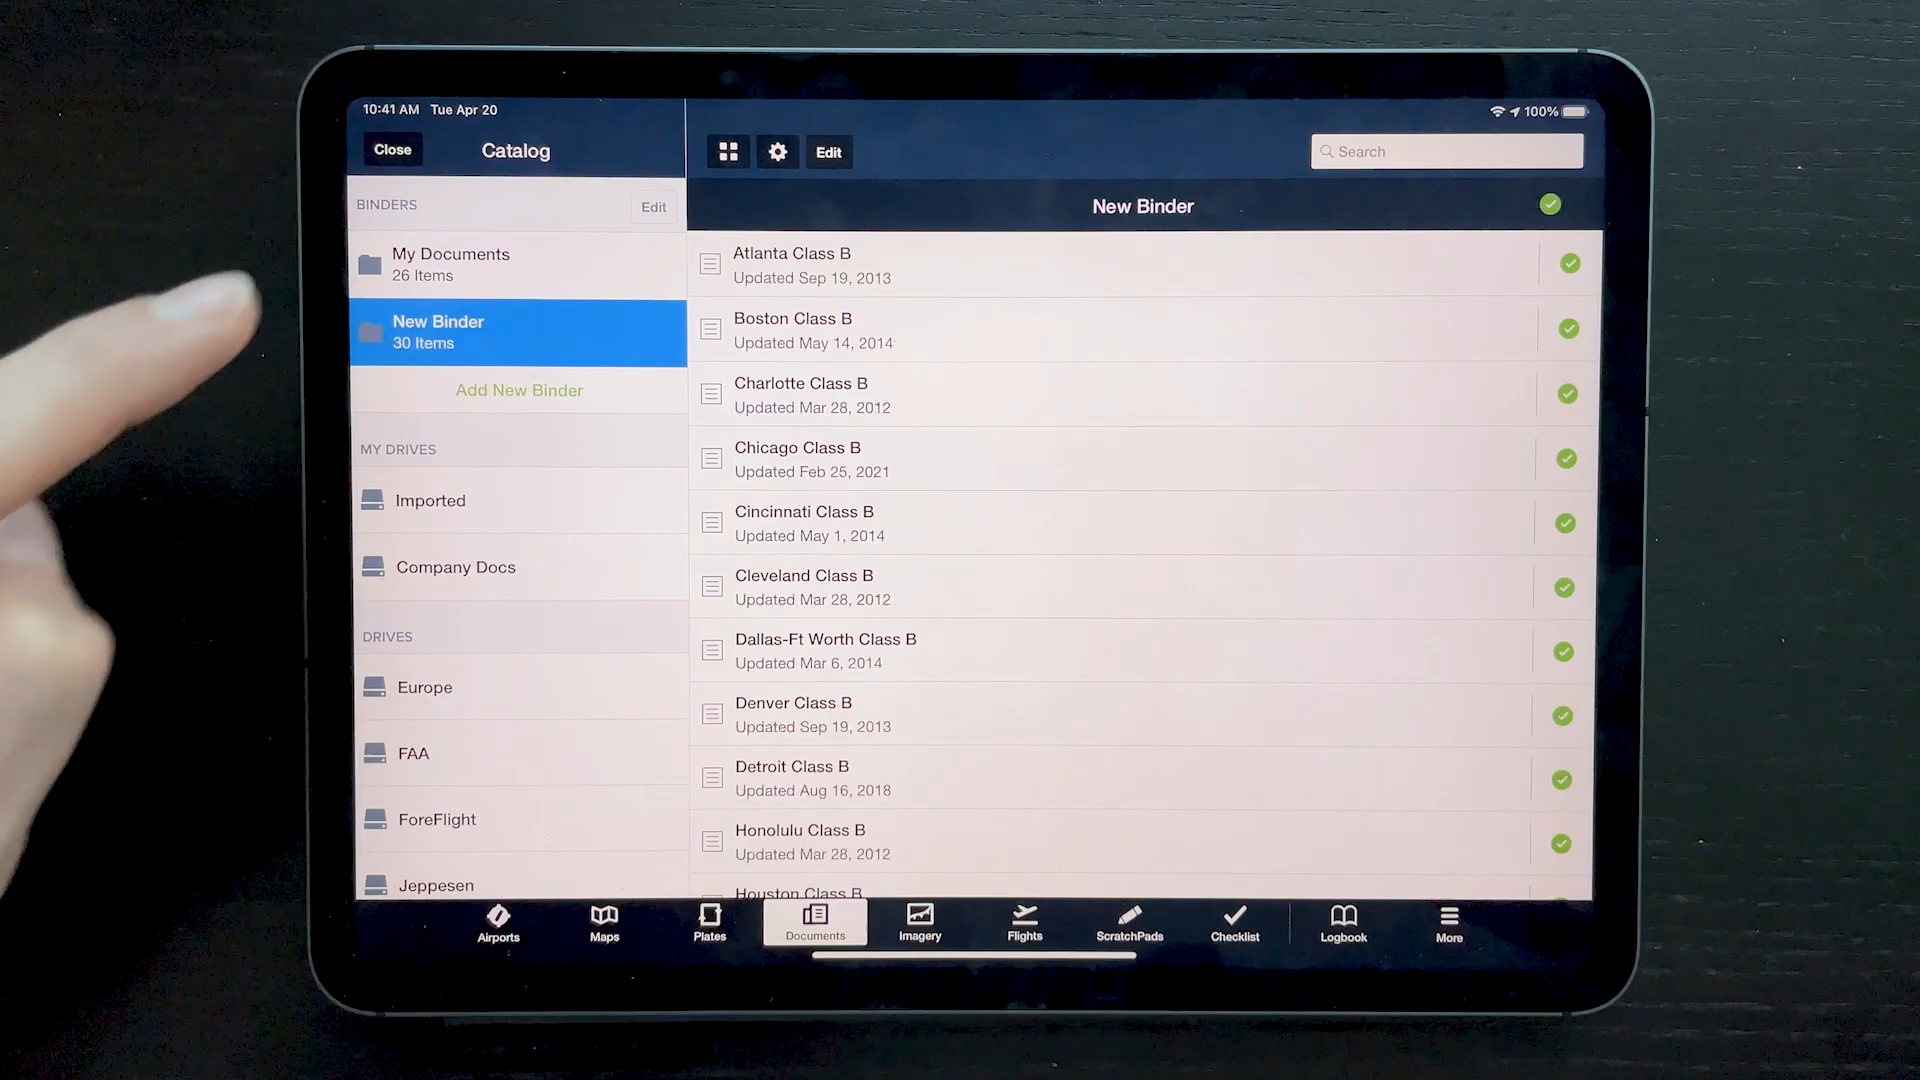 10:41 AM Tue Apr 20
100%
Close
Catalog
Edit
Search
BINDERS
Edit
My Documents
26 Items
New Binder
30 Items
Add New Binder
MY DRIVES
Imported
Company Docs
DRIVES
Europe
FAA
ForeFlight
Jeppesen
New Binder
Atlanta Class B
Updated Sep 19, 2013
Boston Class B
Updated May 14, 2014
Charlotte Class B
Updated Mar 28, 2012
Chicago Class B
Updated Feb 25, 2021
Cincinnati Class B
Updated May 1, 2014
Cleveland Class B
Updated Mar 28, 2012
Dallas-Ft Worth Class B
Updated Mar 6, 2014
Denver Class B
Updated Sep 19, 2013
Detroit Class B
Updated Aug 16, 2018
Honolulu Class B
Updated Mar 28, 2012
Houston Class B
Airports
Maps
Plates
Documents
Imagery
Flights
ScratchPads
Checklist
Logbook
More